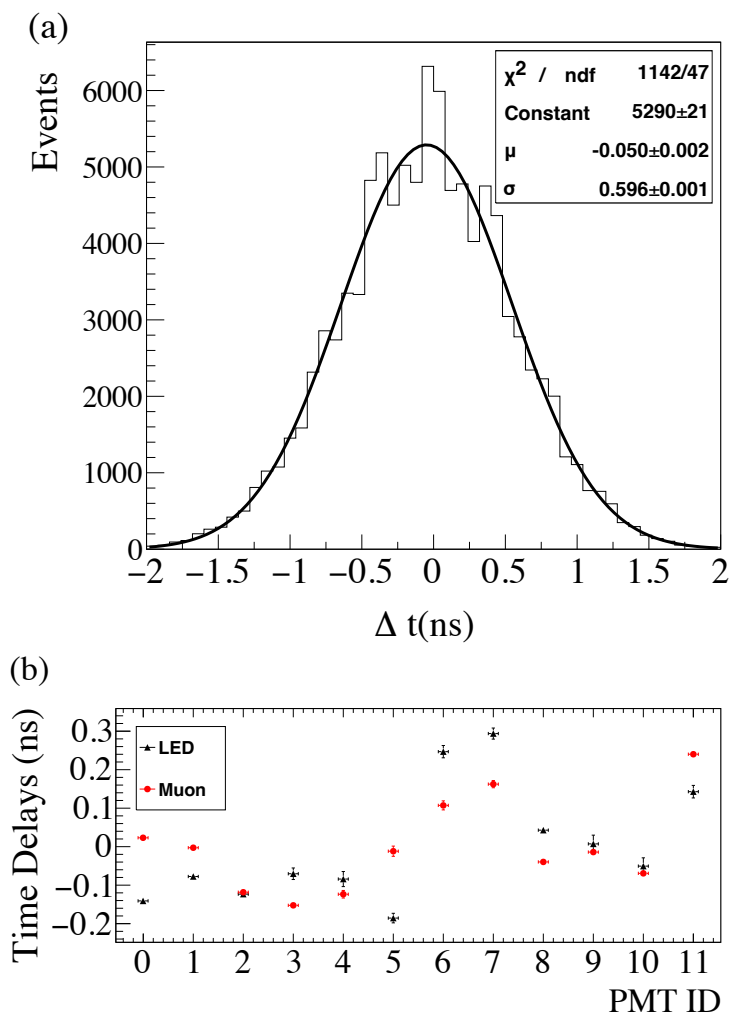 (a)
Events
6000
5000
4000
3000
2000
1000
0
χ² / ndf 1142/47
Constant 5290±21
μ -0.050±0.002
σ 0.596±0.001
−2 −1.5 −1 −0.5 0 0.5 1 1.5 2
Δ t(ns)
(b)
Time Delays (ns)
0.3
0.2
0.1
0
−0.1
−0.2
LED
Muon
0 1 2 3 4 5 6 7 8 9 10 11
PMT ID